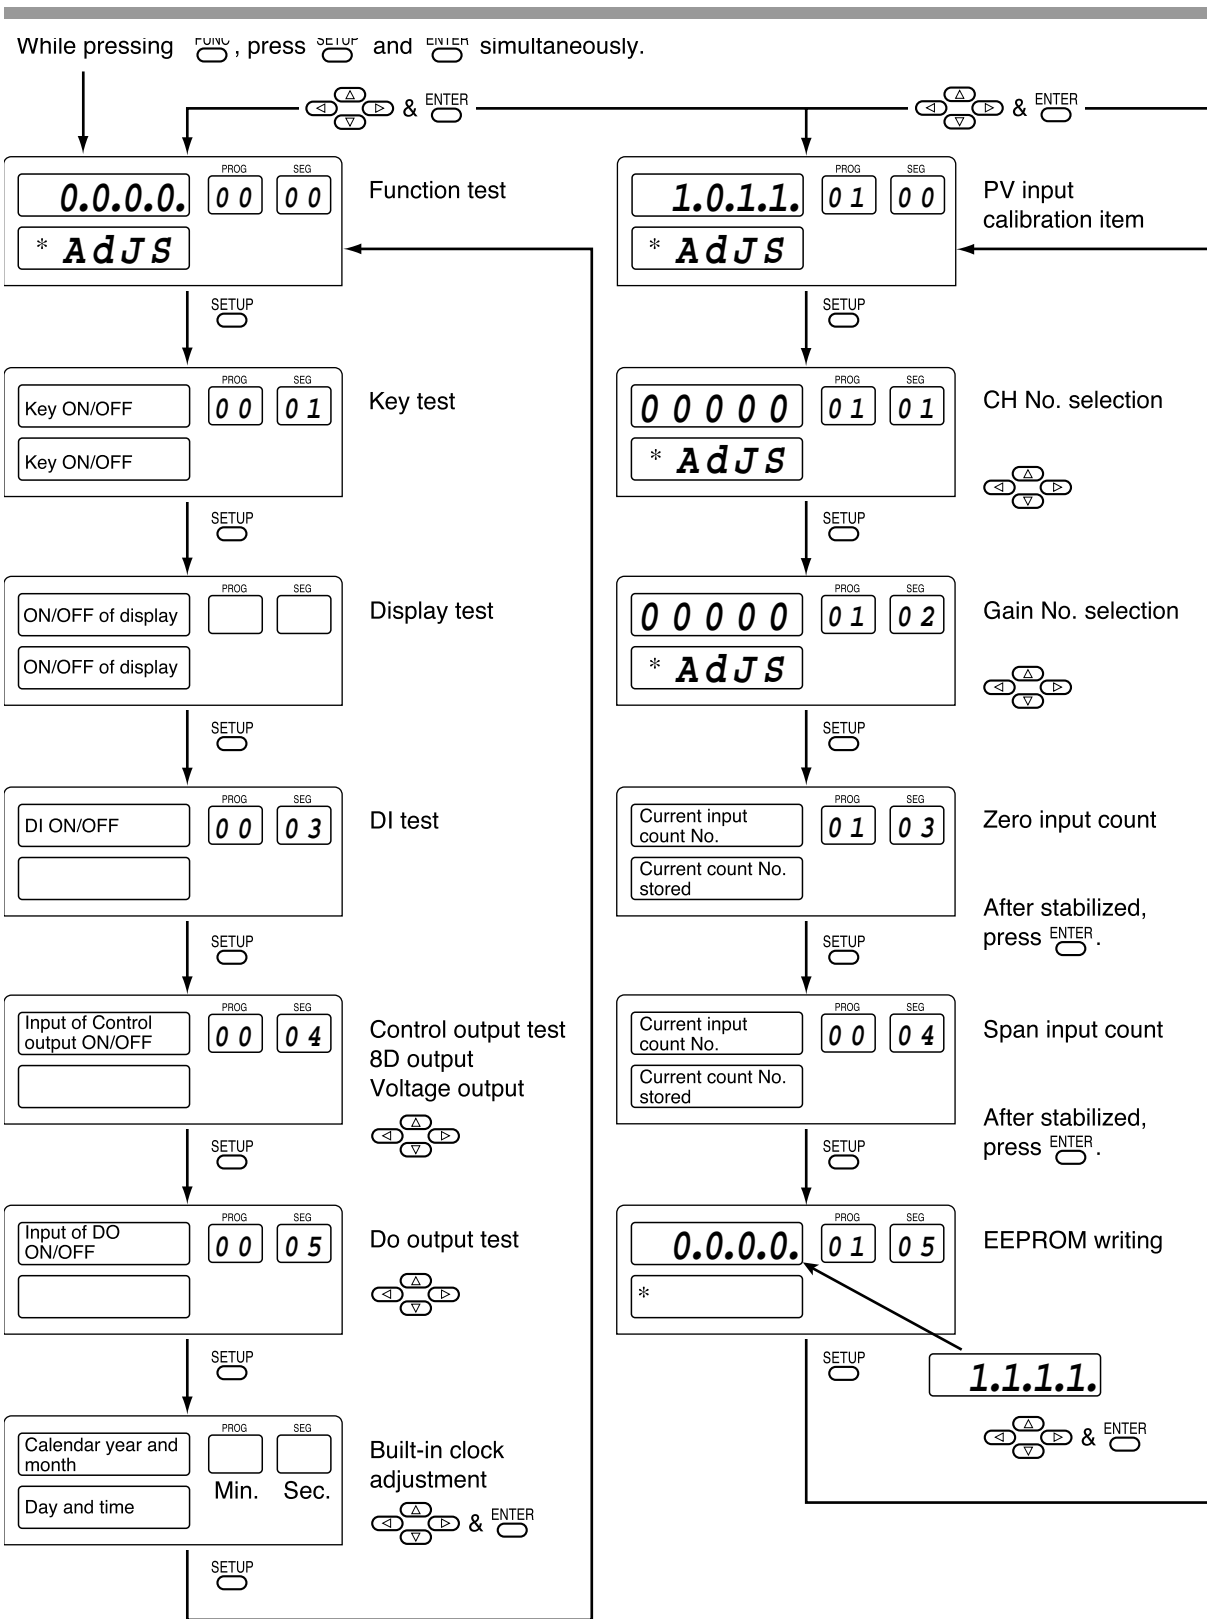 While pressing FUNC, press SETUP and ENTER simultaneously.
& ENTER
& ENTER
PROG SEG
0.0.0.0. 00 00
* AdJS
Function test
SETUP
PROG SEG
Key ON/OFF 00 01
Key ON/OFF
Key test
SETUP
PROG SEG
ON/OFF of display
ON/OFF of display
Display test
SETUP
PROG SEG
DI ON/OFF 00 03
DI test
SETUP
PROG SEG
Input of Control
output ON/OFF
00 04
Control output test
8D output
Voltage output
SETUP
PROG SEG
Input of DO
ON/OFF
00 05
Do output test
SETUP
PROG SEG
Calendar year and
month
Day and time
Min. Sec.
Built-in clock
adjustment
& ENTER
SETUP
PROG SEG
1.0.1.1. 01 00
* AdJS
PV input
calibration item
SETUP
PROG SEG
00000 01 01
* AdJS
CH No. selection
SETUP
PROG SEG
00000 01 02
* AdJS
Gain No. selection
SETUP
PROG SEG
Current input
count No.
01 03
Current count No.
stored
Zero input count
After stabilized,
press ENTER.
SETUP
PROG SEG
Current input
count No.
00 04
Current count No.
stored
Span input count
After stabilized,
press ENTER.
SETUP
PROG SEG
0.0.0.0. 01 05
*
EEPROM writing
SETUP
1.1.1.1.
& ENTER